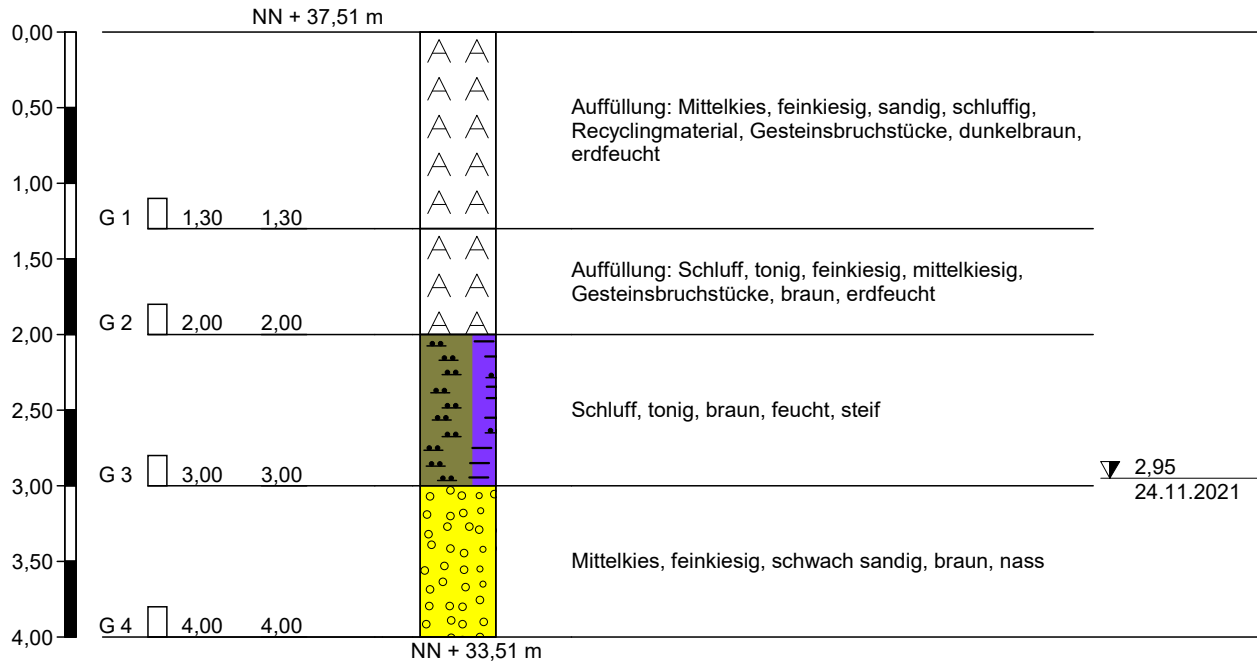 NN + 37,51 m
0,00
0,50
Auffüllung: Mittelkies, feinkiesig, sandig, schluffig,
Recyclingmaterial, Gesteinsbruchstücke, dunkelbraun,
erdfeucht
1,00
G 1 1,30 1,30
1,50
Auffüllung: Schluff, tonig, feinkiesig, mittelkiesig,
Gesteinsbruchstücke, braun, erdfeucht
G 2 2,00 2,00
2,00
2,50
Schluff, tonig, braun, feucht, steif
G 3 3,00 3,00
2,95
3,00
24.11.2021
3,50
Mittelkies, feinkiesig, schwach sandig, braun, nass
G 4 4,00 4,00
4,00
NN + 33,51 m